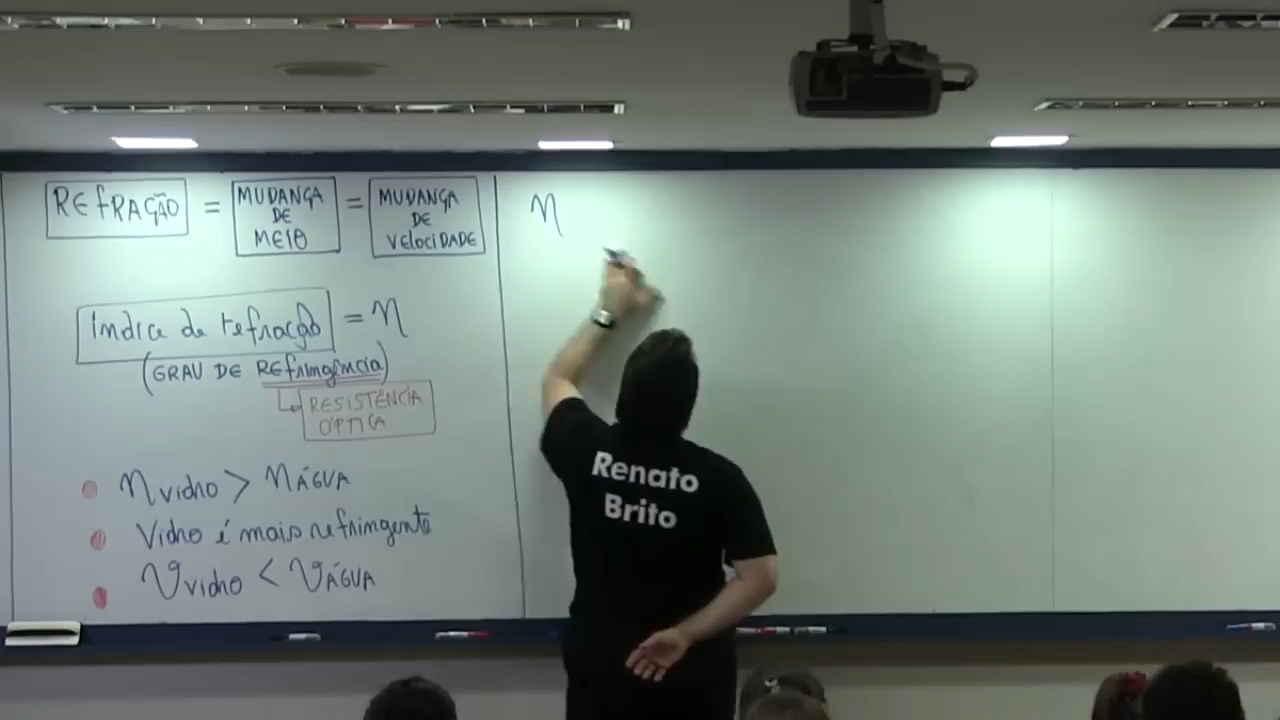 REFRAÇÃO = MUDANÇA DE MEIO = MUDANÇA DE VELOCIDADE
Índice de refração = n
(GRAU DE REfringência)
RESISTÊNCIA
ÓPTICA
n vidro > n ÁGUA
Vidro é mais refringente
V vidro < V ÁGUA
n
Renato
Brito